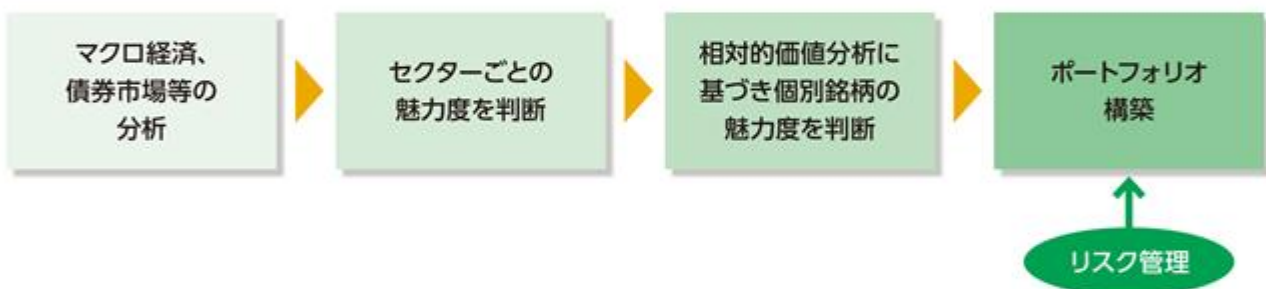 マクロ経済、
債券市場等の
分析
セクターごとの
魅力度を判断
相対的価値分析に
基づき個別銘柄の
魅力度を判断
ポートフォリオ
構築
リスク管理